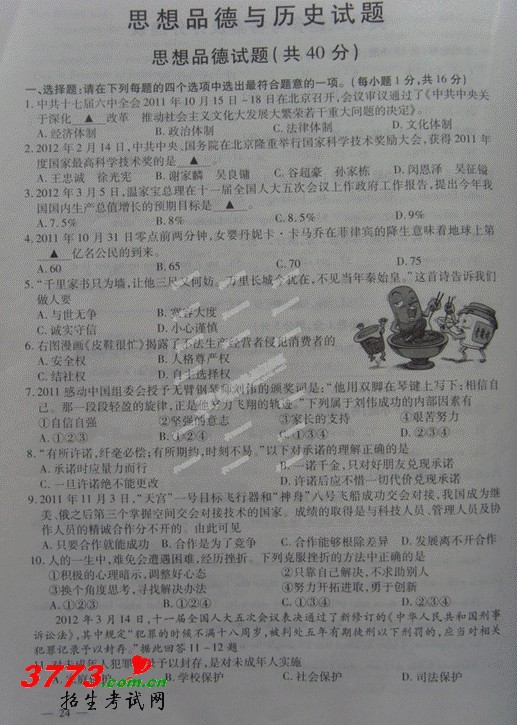 思想品德与历史试题
思想品德试题(共40分)
一、选择题:请在下列每题的四个选项中选出最符合题意的一项。(每小题1分,共16分)
1.中共十七届六中全会2011年10月15日~18日在北京召开,会议审议通过了《中共中央关
于深化 ▲ 改革 推动社会主义文化大发展大繁荣若干重大问题的决定》。
A.经济体制 B.政治体制 C.法律体制 D.文化体制
2.2012年2月14日,中共中央、国务院在北京隆重举行国家科学技术奖励大会,获得2011年
度国家最高科学技术奖的是 ▲ 。
A.王忠诚 徐光宪 B.谢家麟 吴良镛 C.谷超豪 孙家栋 D.闵恩泽 吴征镒
3.2012年3月5日,温家宝总理在十一届全国人大五次会议上作政府工作报告,提出今年我
国国内生产总值增长的预期目标是 ▲ 。
A.7.5% B.8% C.8.5% D.9%
4.2011年10月31日零点前两分钟,女婴丹妮卡·卡马乔在菲律宾的降生意味着地球上第
▲ 亿名公民的到来。
A.60 B.65 C.70 D.75
5.“千里家书只为墙,让他三尺又何妨。万里长城今犹在,不见当年秦始皇。”这首诗告诉我们
做人要
A.与世无争 B.宽容大度
C.诚实守信 D.小心谨慎
6.右图漫画《皮鞋很忙》揭露了不法生产经营者侵犯消费者的
A.安全权 B.人格尊严权
C.结社权 D.自主选择权
7.2011感动中国组委会授予无臂钢琴师刘伟的颁奖词是:“他用双脚在琴键上写下:相信自
己。那一段段轻盈的旋律,正是他努力飞翔的轨迹。”下列属于刘伟成功的内部因素有
①自信自强 ②坚强的意志 ③家长的支持 ④艰苦努力
A.①②③ B.①②④ C.①③④ D.②③④
8.“有所许诺,纤毫必偿;有所期约,时刻不易。”以下对承诺的理解正确的是
A.承诺时应量力而行 B.一诺千金,只对好朋友兑现承诺
C.一旦许诺绝不能更改 D.兑现承诺应不惜一切代价兑现承诺
9.2011年11月3日,“天宫”一号目标飞行器和“神舟”八号飞船成功交会对接,我国成为继
美、俄之后第三个掌握空间交会对接技术的国家。成绩的取得是与科技人员、管理人员及协
作人员的精诚合作分不开的。由此可见
A.只要合作就能成功 B.合作是为了竞争 C.合作能够根除差异 D.发展离不开合作
10.人的一生中,难免会遭遇困难,经历挫折。下列克服挫折的方法中正确的是
①积极的心理暗示,调整好心态 ②只靠自己解决,不求助别人
③换个角度思考,寻找解决办法 ④努力开拓进取,勇于创新
A.①②③ B.①②④ C.①③④ D.②③④
2012年3月14日,十一届全国人大五次会议表决通过了新修订的《中华人民共和国刑事
诉讼法》,其中规定“犯罪的时候不满十八周岁,被判处五年有期徒刑以下刑罚的,应当对相关
犯罪记录予以封存。”据此回答11~12题
11.对未成年人犯罪记录予以封存,是对未成年人实施
A.家庭保护 B.学校保护 C.社会保护 D.司法保护
3773.com.cn
招生考试网
— 24 —